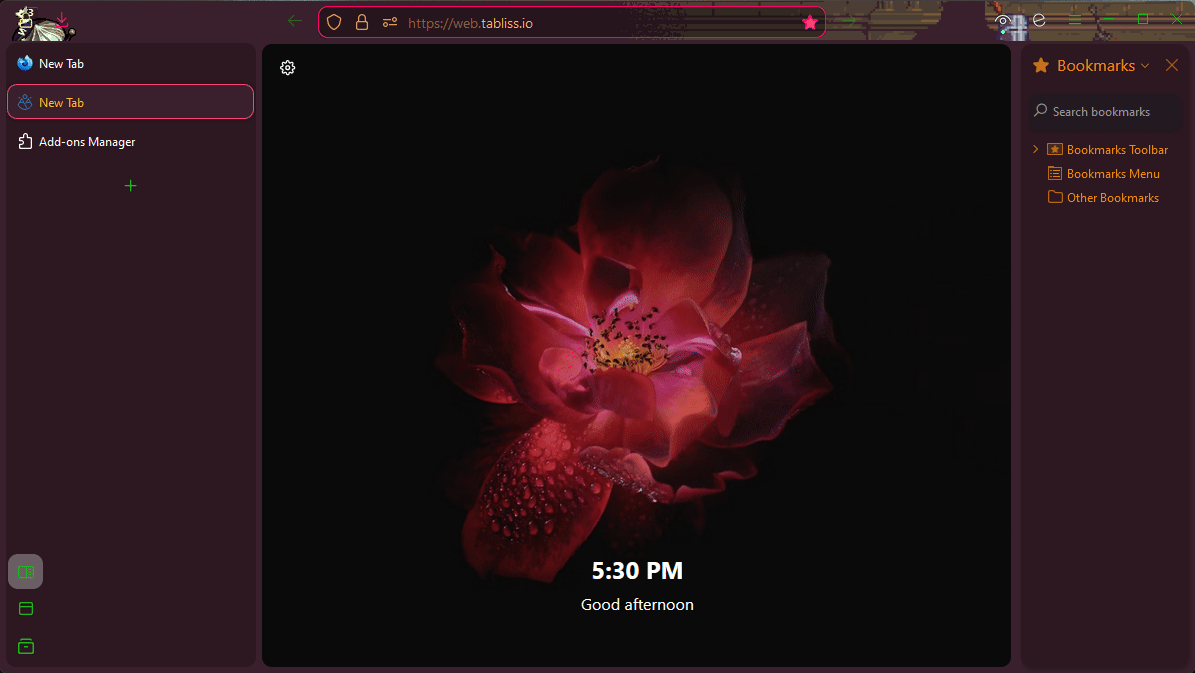 https://web.tabliss.io
New Tab
New Tab
Add-ons Manager
5:30 PM
Good afternoon
Bookmarks
Search bookmarks
Bookmarks Toolbar
Bookmarks Menu
Other Bookmarks